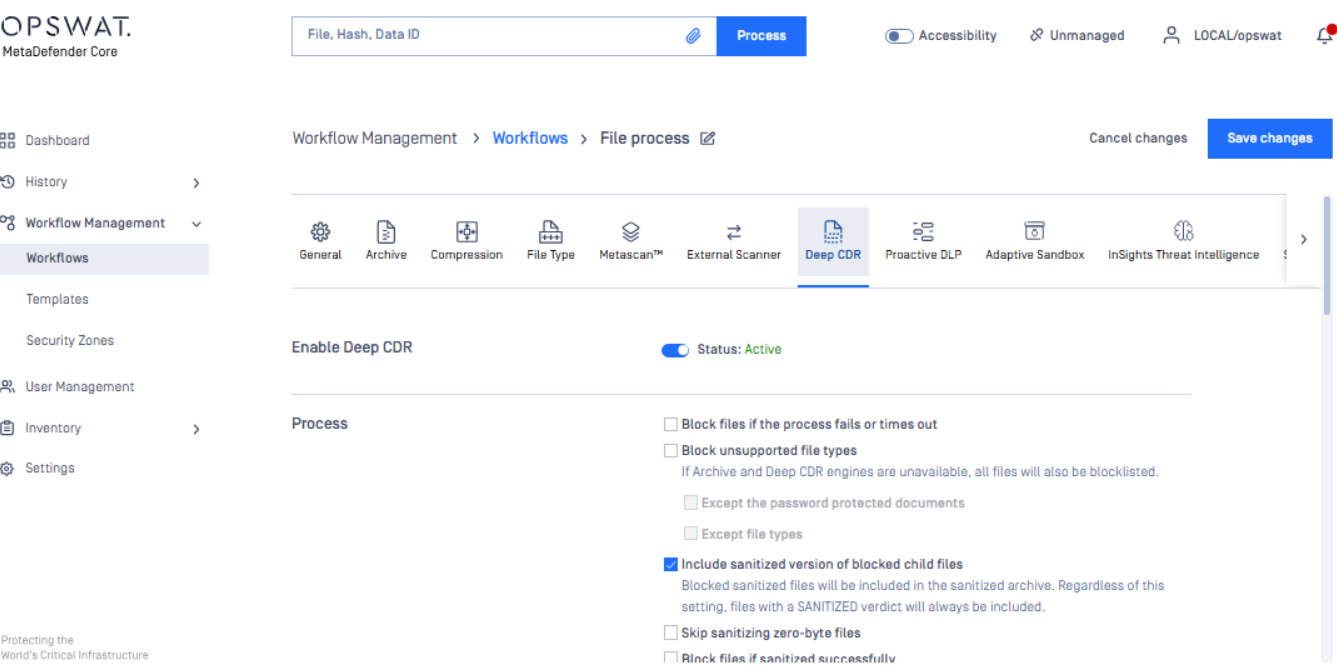 OPSWAT.
MetaDefender Core
File, Hash, Data ID
Process
Accessibility
Unmanaged
LOCAL/opswat
Dashboard
History
Workflow Management
Workflows
Templates
Security Zones
User Management
Inventory
Settings
Protecting the
World's Critical Infrastructure
Workflow Management > Workflows > File process
Cancel changes
Save changes
General
Archive
Compression
File Type
Metascan™
External Scanner
Deep CDR
Proactive DLP
Adaptive Sandbox
InSights Threat Intelligence
Enable Deep CDR
Status: Active
Process
Block files if the process fails or times out
Block unsupported file types
If Archive and Deep CDR engines are unavailable, all files will also be blocklisted.
Except the password protected documents
Except file types
Include sanitized version of blocked child files
Blocked sanitized files will be included in the sanitized archive. Regardless of this
setting, files with a SANITIZED verdict will always be included.
Skip sanitizing zero-byte files
Block files if sanitized successfully